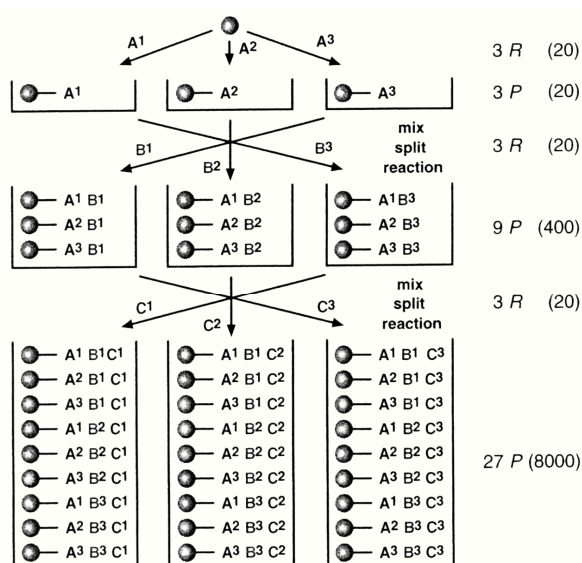 A1 A2 A3 3 R (20)
A1 A2 A3 3 P (20)
B1 B2 B3 mix split reaction 3 R (20)
A1 B1 A1 B2 A1B3
A2 B1 A2 B2 A2 B3 9 P (400)
A3 B1 A3 B2 A3 B3
C1 C2 C3 mix split reaction 3 R (20)
A1 B1C1 A1 B1 C2 A1 B1 C3
A2 B1 C1 A2 B1 C2 A2 B1 C3
A3 B1 C1 A3 B1 C2 A3 B1 C3
A1 B2 C1 A1 B2 C2 A1 B2 C3
A2 B2 C1 A2 B2 C2 A2 B2 C3 27 P (8000)
A3 B2 C1 A3 B2 C2 A3 B2 C3
A1 B3 C1 A1 B3 C2 A1 B3 C3
A2 B3 C1 A2 B3 C2 A2 B3 C3
A3 B3 C1 A3 B3 C2 A3 B3 C3